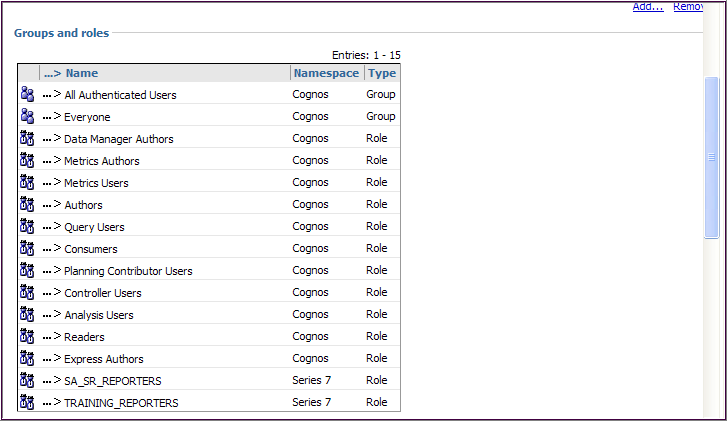 Add... Remov
Groups and roles
Entries: 1 - 15
...> Name Namespace Type
...> All Authenticated Users Cognos Group
...> Everyone Cognos Group
...> Data Manager Authors Cognos Role
...> Metrics Authors Cognos Role
...> Metrics Users Cognos Role
...> Authors Cognos Role
...> Query Users Cognos Role
...> Consumers Cognos Role
...> Planning Contributor Users Cognos Role
...> Controller Users Cognos Role
...> Analysis Users Cognos Role
...> Readers Cognos Role
...> Express Authors Cognos Role
...> SA_SR_REPORTERS Series 7 Role
...> TRAINING_REPORTERS Series 7 Role